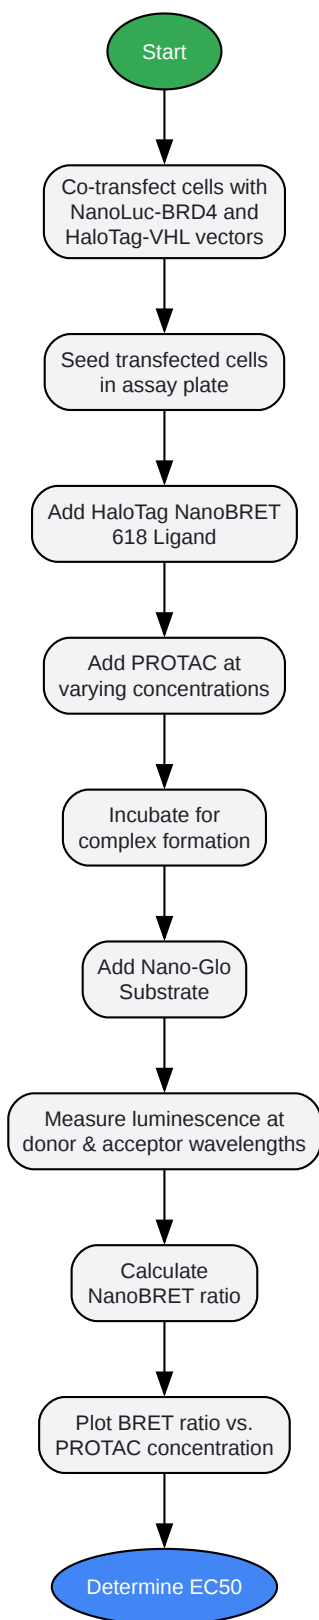 Start
Co-transfect cells with
NanoLuc-BRD4 and
HaloTag-VHL vectors
Seed transfected cells
in assay plate
Add HaloTag NanoBRET
618 Ligand
Add PROTAC at
varying concentrations
Incubate for
complex formation
Add Nano-Glo
Substrate
Measure luminescence at
donor & acceptor wavelengths
Calculate
NanoBRET ratio
Plot BRET ratio vs.
PROTAC concentration
Determine EC50